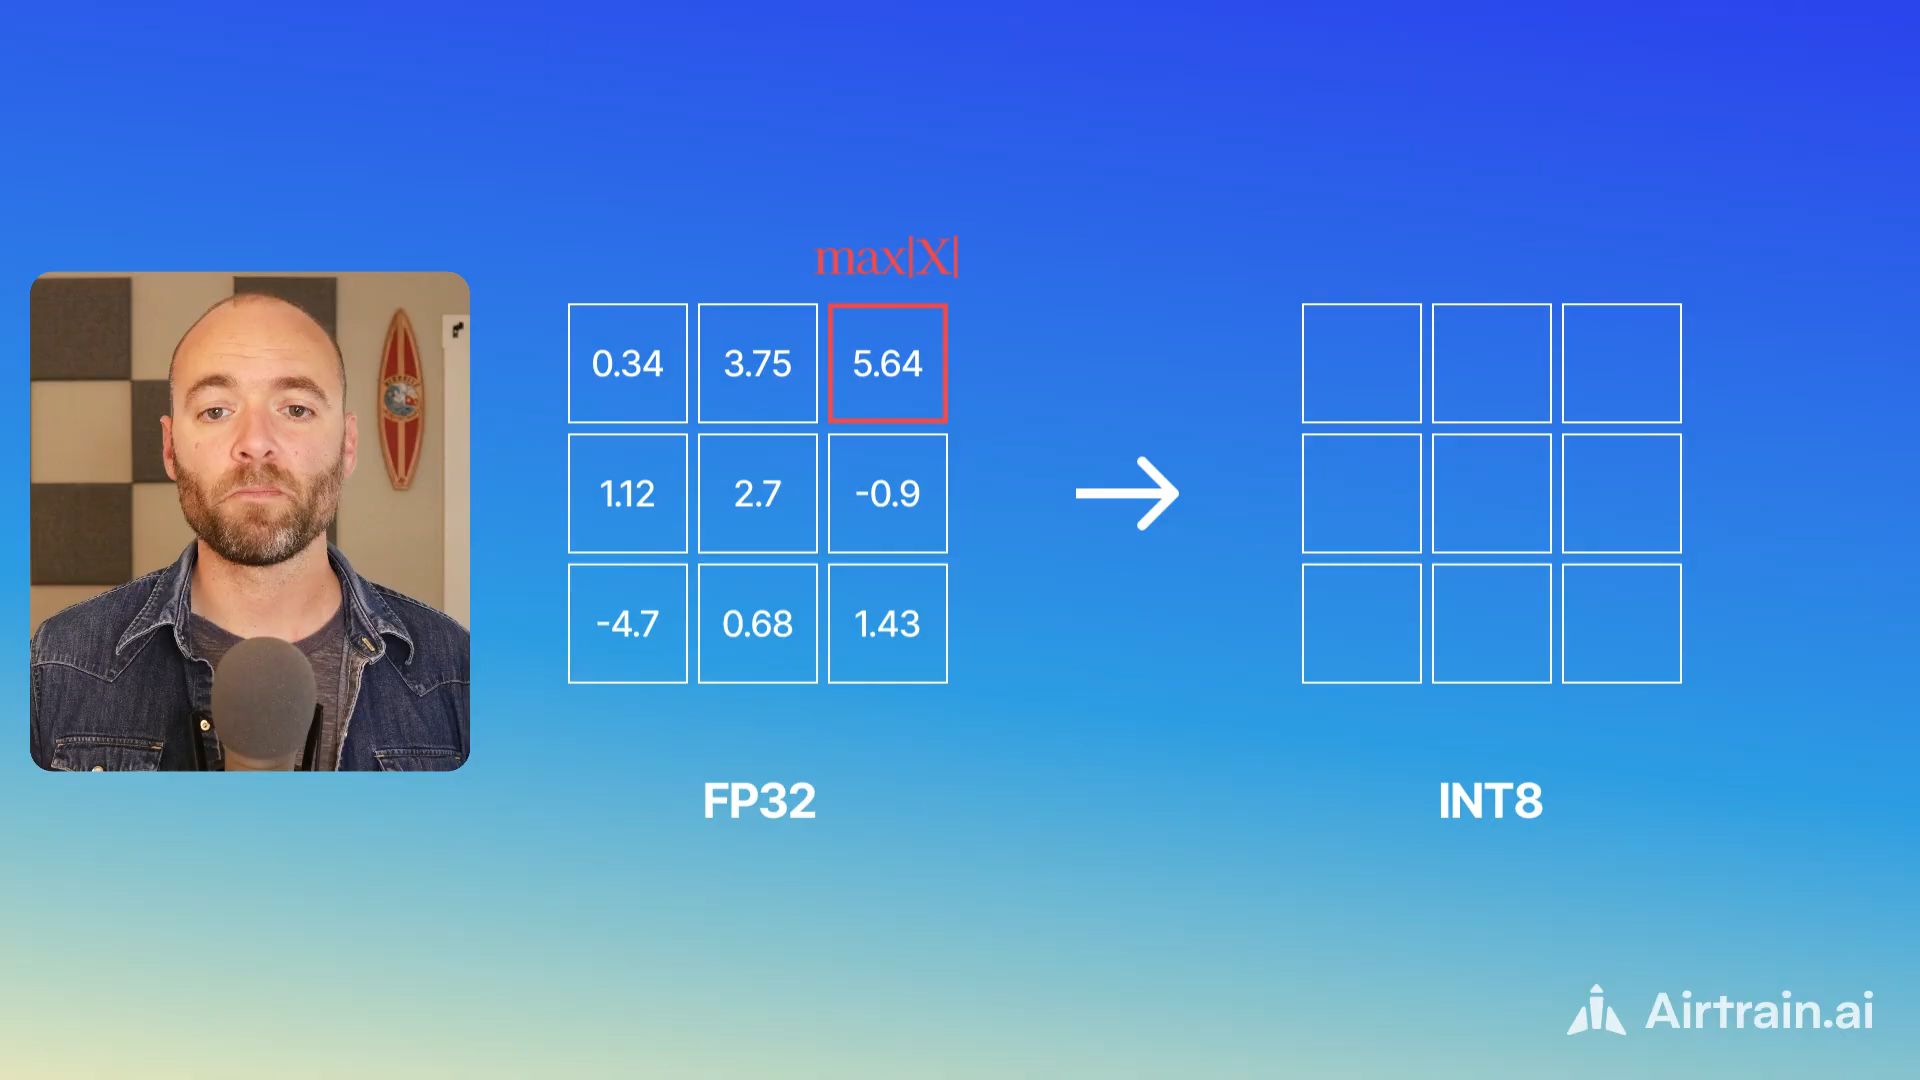 max|X|
0.34 3.75 5.64
1.12 2.7 -0.9
-4.7 0.68 1.43
FP32
INT8
Airtrain.ai